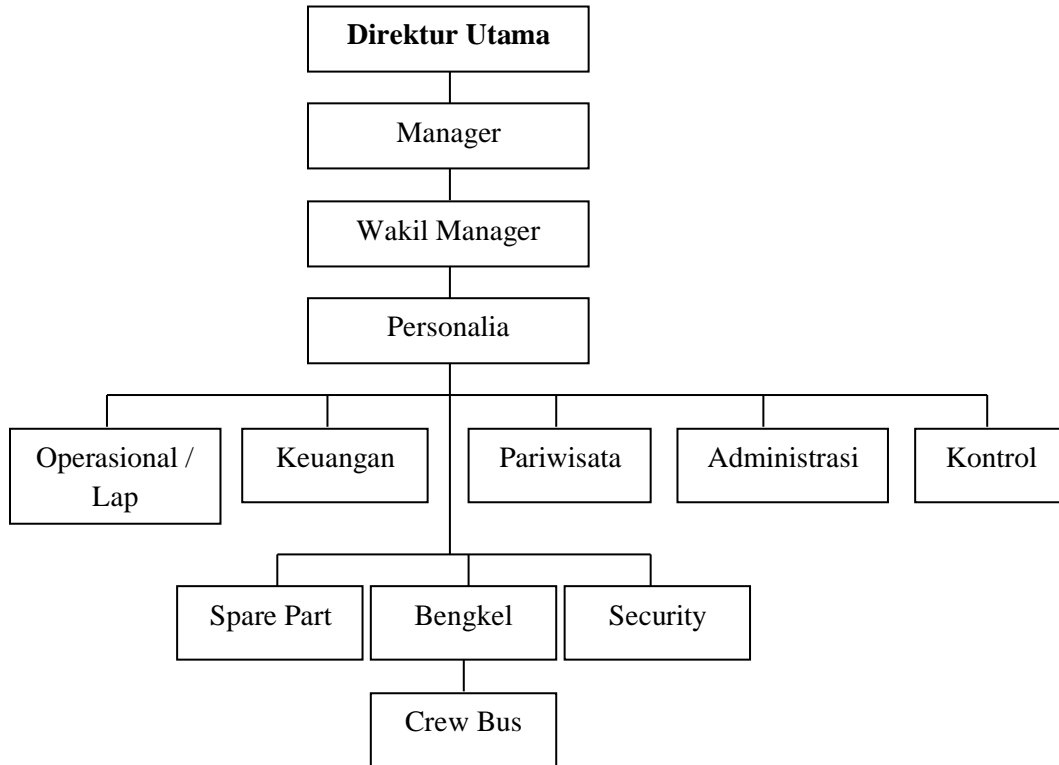 Direktur Utama
Manager
Wakil Manager
Personalia
Operasional /
Lap
Keuangan
Pariwisata
Administrasi
Kontrol
Spare Part
Bengkel
Security
Crew Bus